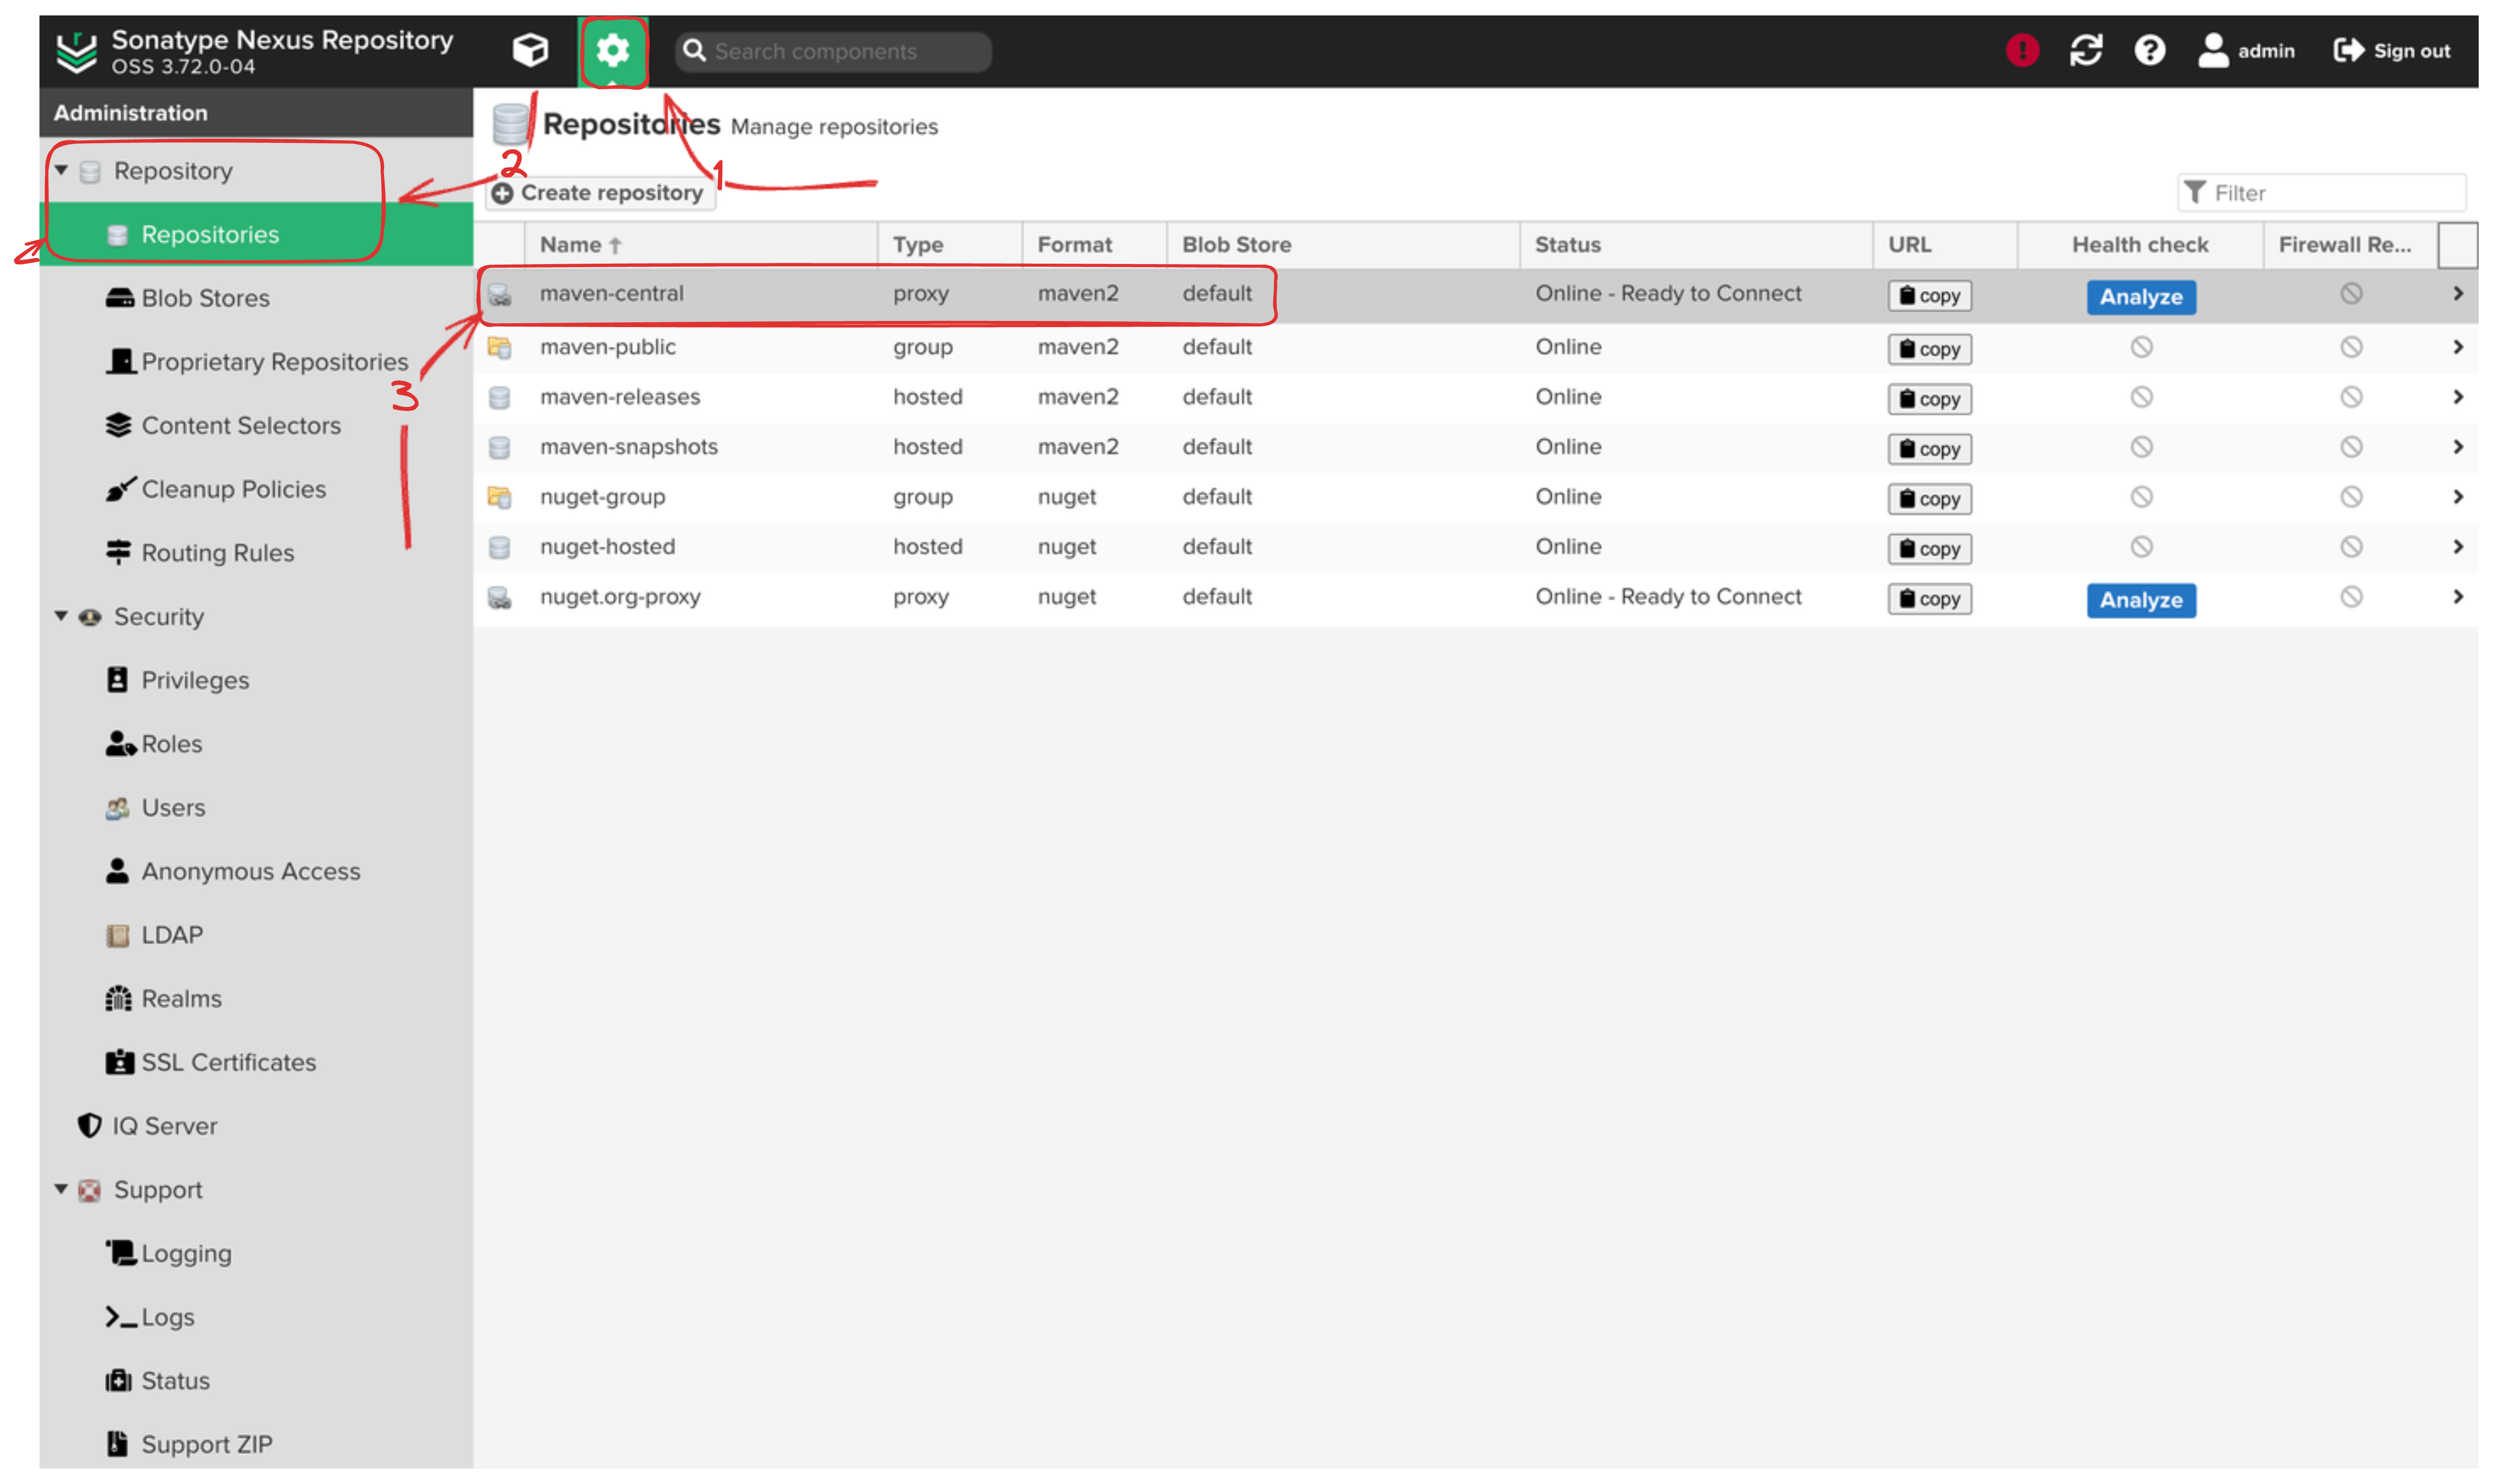 Sonatype Nexus Repository
OSS 3.72.0-04
Search components
admin
Sign out
Administration
Repository
Repositories
Blob Stores
Proprietary Repositories
Content Selectors
Cleanup Policies
Routing Rules
Security
Privileges
Roles
Users
Anonymous Access
LDAP
Realms
SSL Certificates
IQ Server
Support
Logging
Logs
Status
Support ZIP
Repositories Manage repositories
1
2
3
Create repository
Filter
Name Type Format Blob Store Status URL Health check Firewall Re...
maven-central proxy maven2 default Online - Ready to Connect copy Analyze
maven-public group maven2 default Online copy
maven-releases hosted maven2 default Online copy
maven-snapshots hosted maven2 default Online copy
nuget-group group nuget default Online copy
nuget-hosted hosted nuget default Online copy
nuget.org-proxy proxy nuget default Online - Ready to Connect copy Analyze